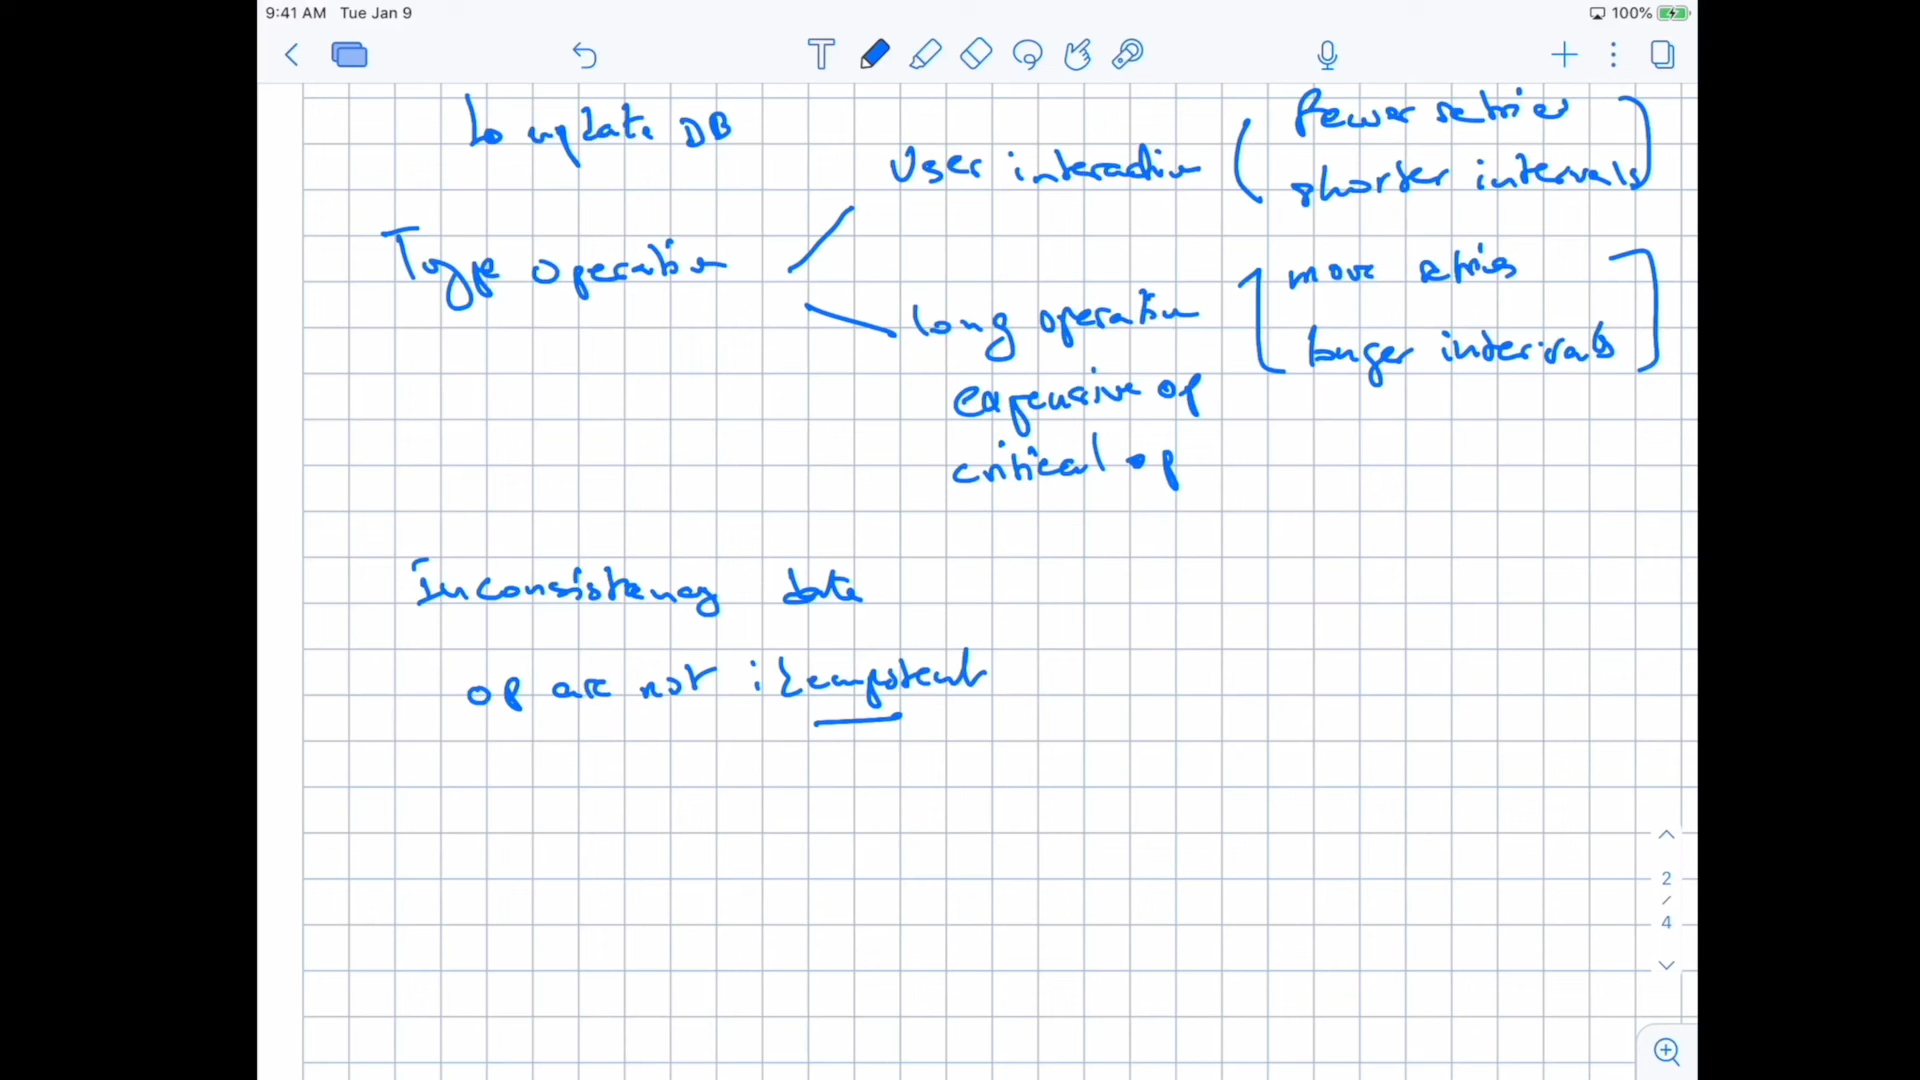 9:41 AM Tue Jan 9
100%
T
to update DB
fewer retries
User interaction
shorter intervals
Type operation
more retries
long operation
longer intervals
expensive op
critical op
Inconsistency data
op are not idempotent
2
/
4